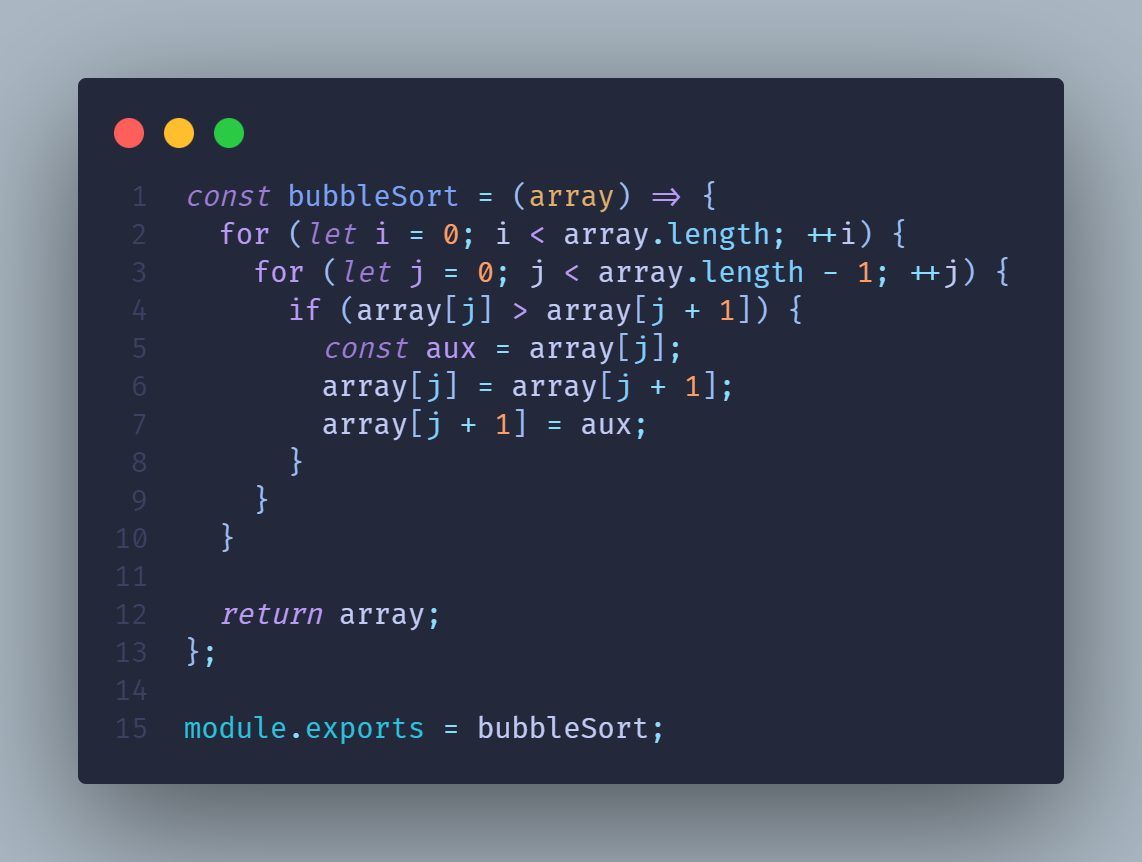 1 const bubbleSort = (array) => {
2   for (let i = 0; i < array.length; ++i) {
3     for (let j = 0; j < array.length - 1; ++j) {
4       if (array[j] > array[j + 1]) {
5         const aux = array[j];
6         array[j] = array[j + 1];
7         array[j + 1] = aux;
8       }
9     }
10   }
11
12   return array;
13 };
14
15 module.exports = bubbleSort;